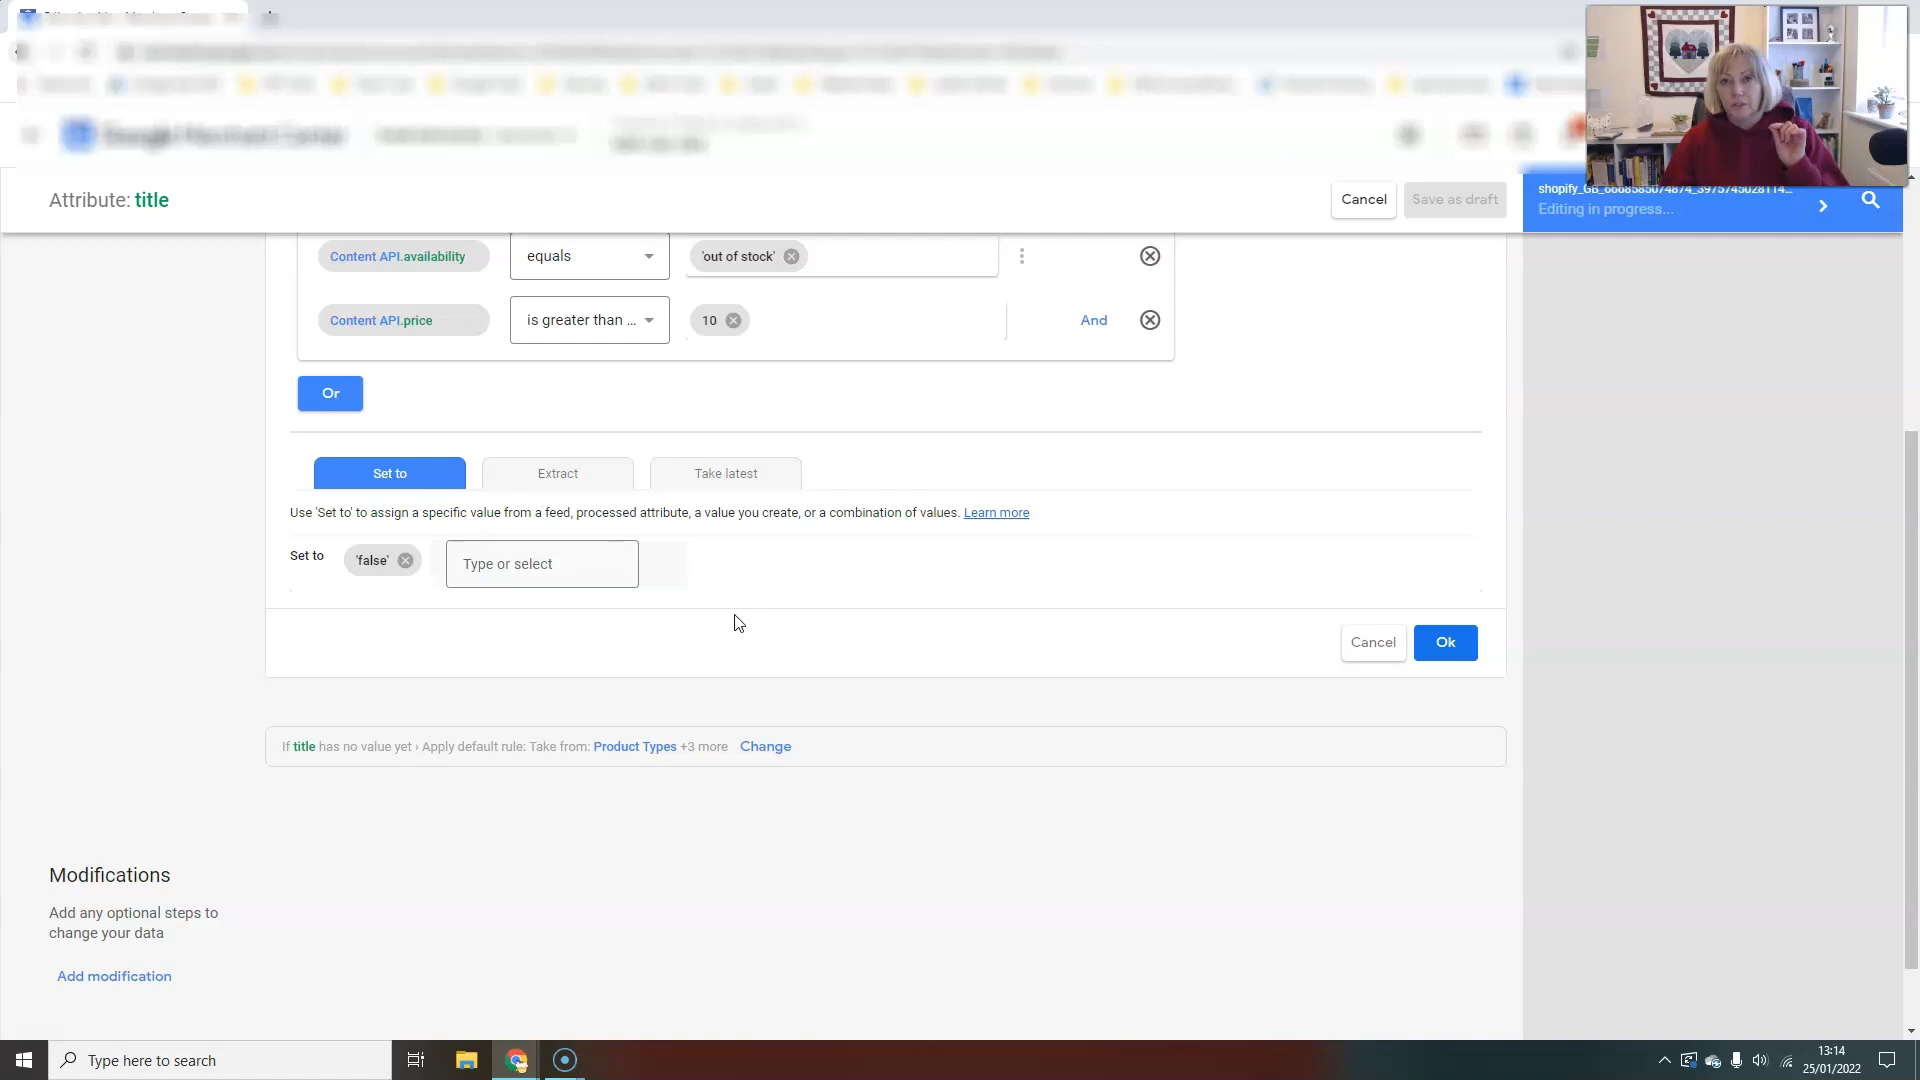 Attribute: title
Cancel
Save as draft
Editing in progress...
Content API.availability
equals
'out of stock'
Content API.price
is greater than ...
10
And
Or
Set to
Extract
Take latest
Use 'Set to' to assign a specific value from a feed, processed attribute, a value you create, or a combination of values. Learn more
Set to
'false'
Type or select
Cancel
Ok
If title has no value yet › Apply default rule: Take from: Product Types +3 more Change
Modifications
Add any optional steps to
change your data
Add modification
Type here to search
13:14
25/01/2022